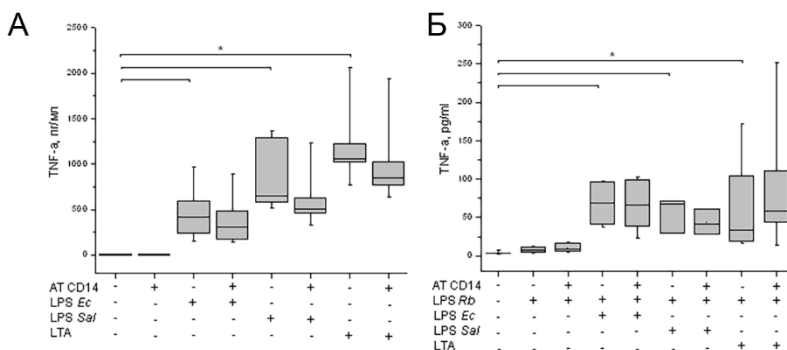 А
*
2500
2000
1500
1000
500
0
TNF-a, пг/мл
AT CD14 - + - + - + - +
LPS Ec - - + + - - - -
LPS Sal - - - - + + - -
LTA - - - - - - + +
Б
*
300
250
200
150
100
50
0
TNF-a, pg/ml
AT CD14 - - + - + - + - +
LPS Rb - + + + + + + + +
LPS Ec - - - + + - - - -
LPS Sal - - - - - + + - -
LTA - - - - - - - + +